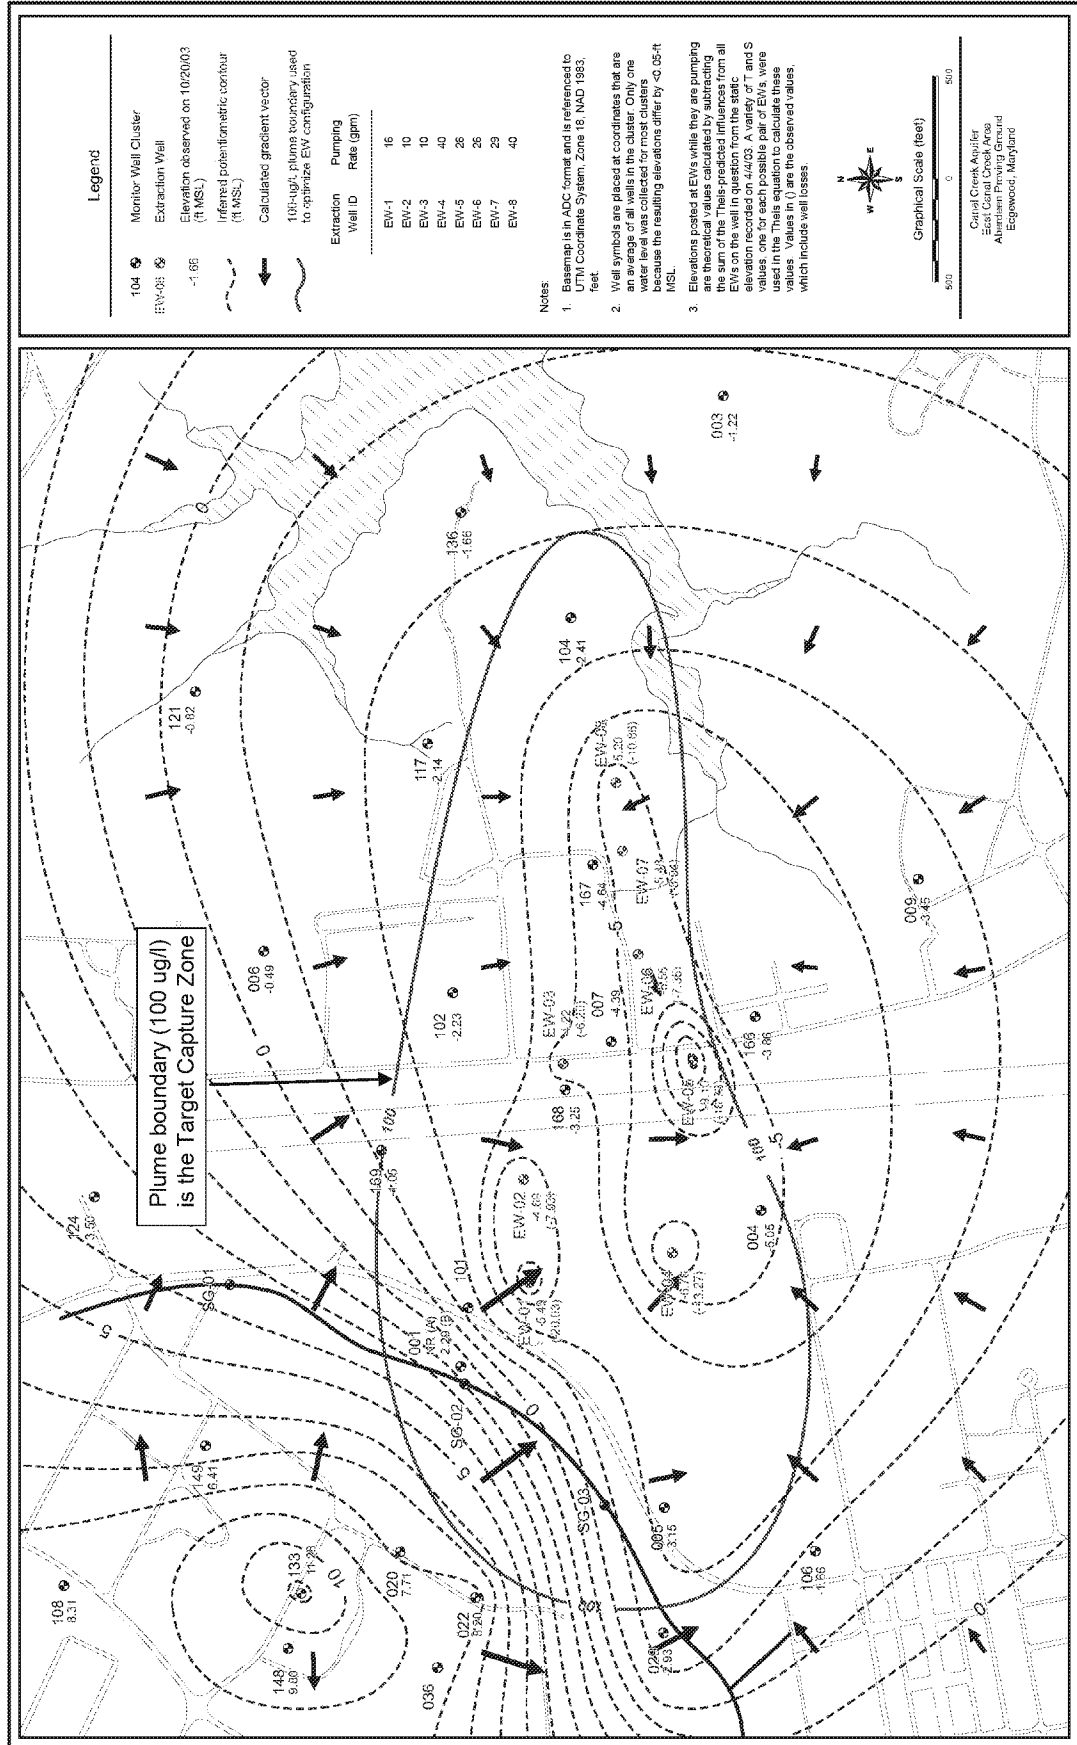 Legend
104 Monitor Well Cluster
EW-08 Extraction Well
-1.66 Elevation observed on 10/20/03
(ft MSL)
Inferred potentiometric contour
(ft MSL)
Calculated gradient vector
100-ug/L plume boundary used
to optimize EW configuration
Extraction Pumping
Well ID Rate (gpm)
EW-1 16
EW-2 10
EW-3 10
EW-4 40
EW-5 26
EW-6 26
EW-7 29
EW-8 40
Notes:
1. Basemap is in ADC format and is referenced to
UTM Coordinate System, Zone 18, NAD 1983,
feet.
2. Well symbols are placed at coordinates that are
an average of all wells in the cluster. Only one
water level was collected for most clusters
because the resulting elevations differ by <0.05-ft
MSL.
3. Elevations posted at EWs while they are pumping
are theoretical values calculated by subtracting
the sum of the Theis-predicted influences from all
EWs on the well in question from the static
elevation recorded on 4/4/03. A variety of T and S
values, one for each possible pair of EWs, were
used in the Theis equation to calculate these
values. Values in () are the observed values,
which include well losses.
N
W E
S
Graphical Scale (feet)
500 0 500
Canal Creek Aquifer
East Canal Creek Area
Aberdeen Proving Ground
Edgewood, Maryland
Plume boundary (100 ug/l)
is the Target Capture Zone
108
8.31
124
3.50
149
6.41
SG-01
121
-0.82
0
5
148
9.88
133
10
006
-0.49
0
020
7.71
169
100
022
036
SG-02
5
001
NR (A)
2.29 (B)
101
102
-2.23
117
-2.14
136
-1.66
EW-01
-5.49
EW-02
-4.89
168
-3.25
EW-03
0
SG-03
104
-2.41
007
-4.39
167
-4.64
-5
EW-07
005
-3.15
EW-06
003
-1.22
004
-5.05
100
-5
166
-3.86
106
-1.66
009
-3.45
0